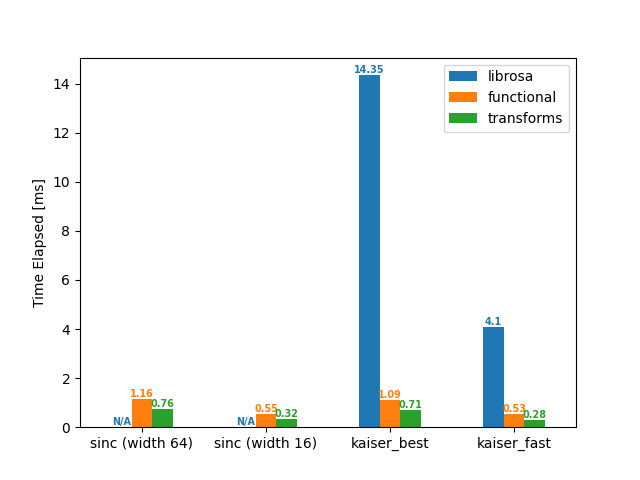 14.35
librosa
functional
transforms
14
12
10
8
6
4
2
0
Time Elapsed [ms]
4.1
N/A
1.16
0.76
N/A
0.55
0.32
1.09
0.71
0.53
0.28
sinc (width 64)
sinc (width 16)
kaiser_best
kaiser_fast